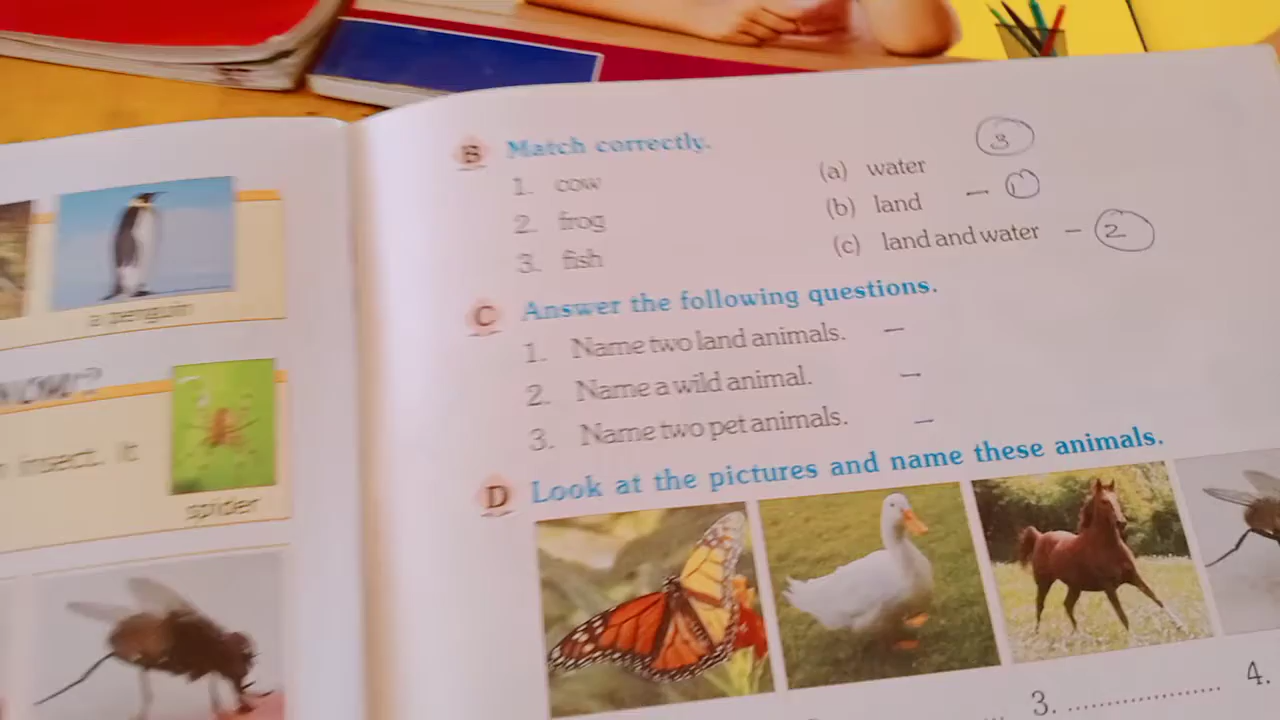 a penguin
insect. It
spider
B Match correctly.
1. cow (a) water 3
2. frog (b) land - 1
3. fish (c) land and water - 2
C Answer the following questions.
1. Name two land animals. -
2. Name a wild animal. -
3. Name two pet animals. -
D Look at the pictures and name these animals.
3. ........................ 4.